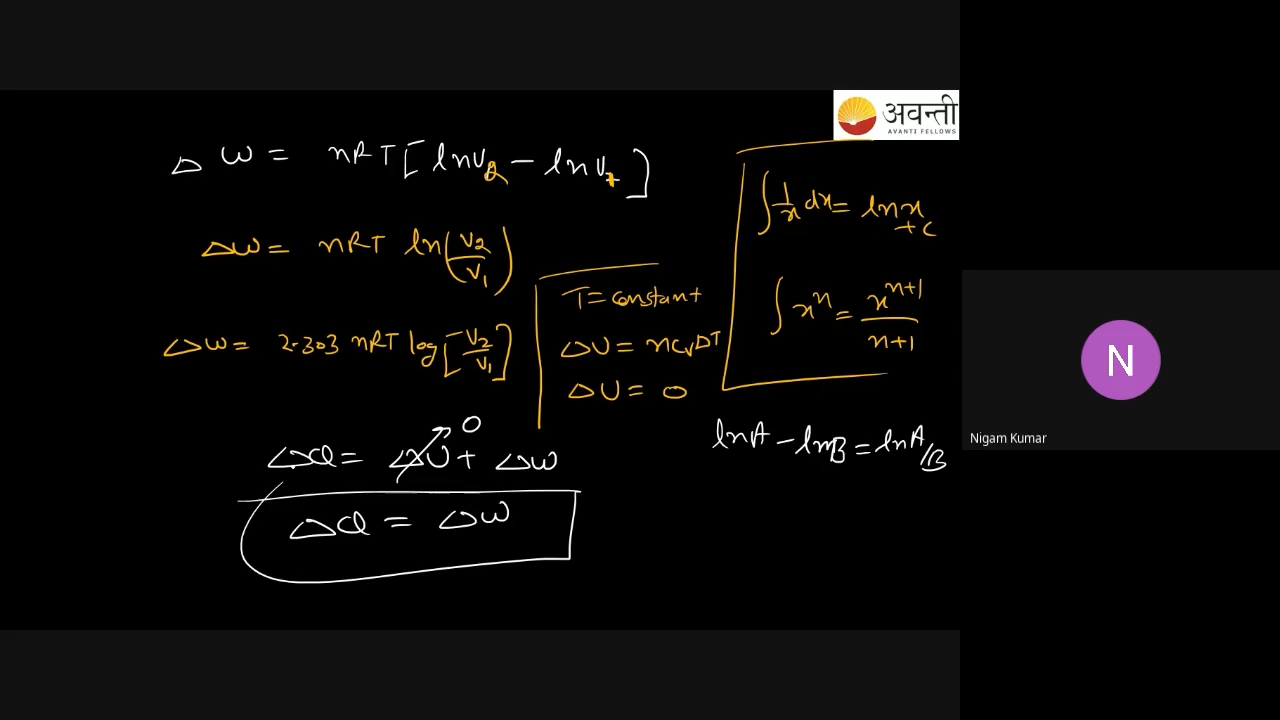 अवन्ती
AVANTI FELLOWS
Δ W = nRT [ lnV2 − lnV1 ]
ΔW = nRT ln(V2/V1)
ΔW = 2.303 nRT log[V2/V1]
T = constant
ΔU = nCvΔT
ΔU = 0
∫ 1/x dx = ln x + C
∫ x^n = x^(n+1)/(n+1)
lnA − lnB = lnA/B
0
ΔQ = ΔU + ΔW
ΔQ = ΔW
N
Nigam Kumar